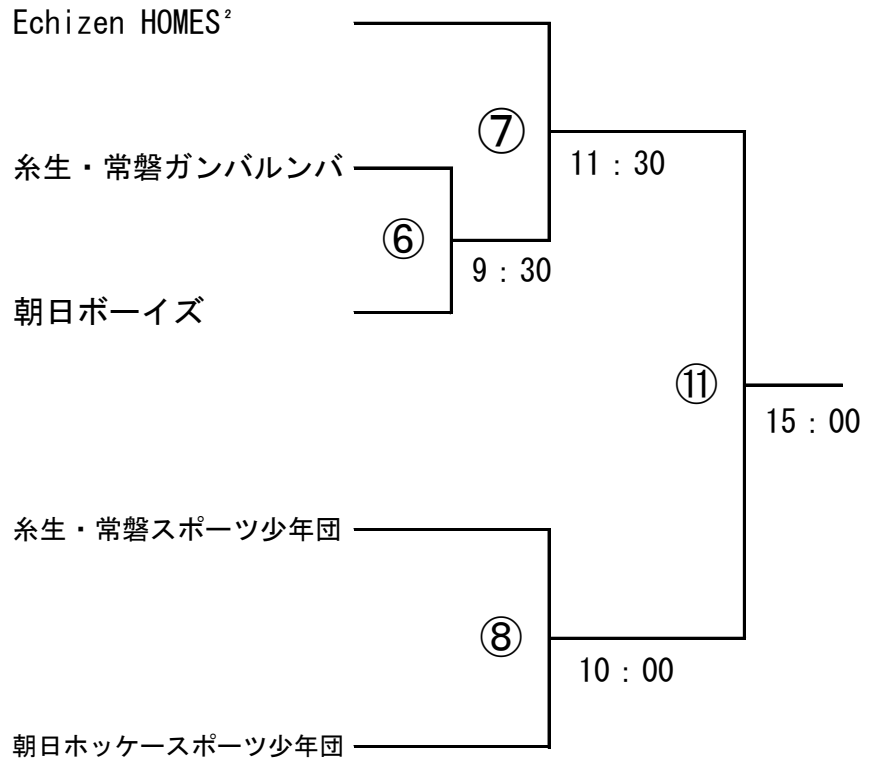 Echizen HOMES²
⑦
11：30
糸生・常磐ガンバルンバ
⑥
9：30
朝日ボーイズ
⑪
15：00
糸生・常磐スポーツ少年団
⑧
10：00
朝日ホッケースポーツ少年団